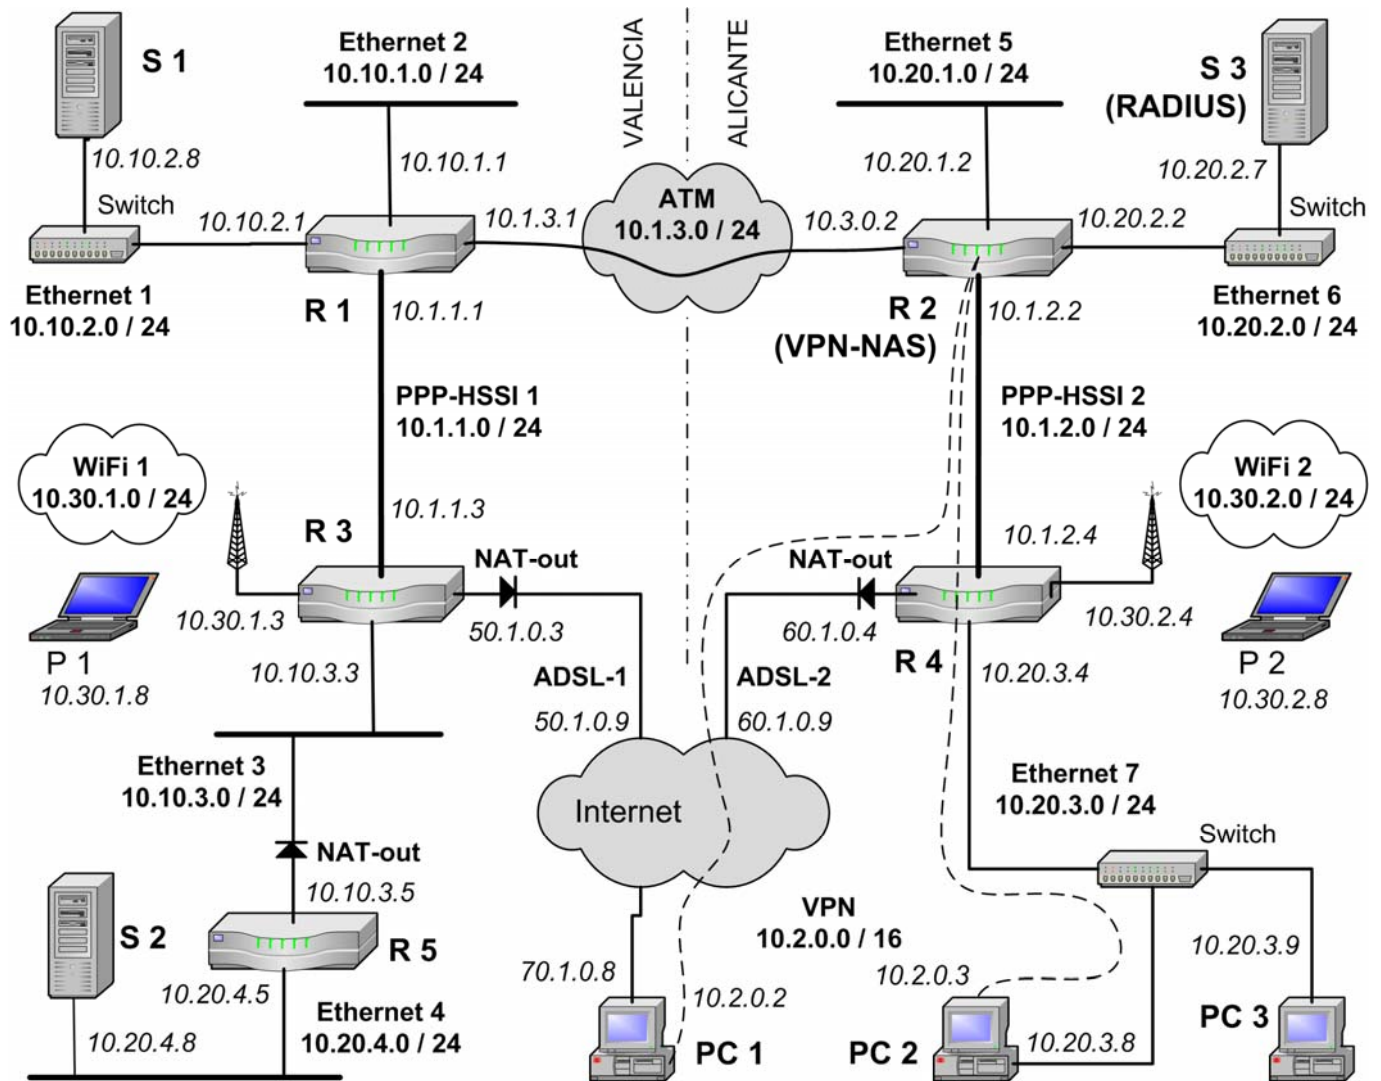 S 1
Ethernet 2
10.10.1.0 / 24
VALENCIA
ALICANTE
Ethernet 5
10.20.1.0 / 24
S 3
(RADIUS)
10.10.2.8
10.10.1.1
10.20.1.2
10.20.2.7
Switch
10.10.2.1
10.1.3.1
ATM
10.1.3.0 / 24
10.3.0.2
10.20.2.2
Switch
Ethernet 1
10.10.2.0 / 24
R 1
10.1.1.1
R 2
(VPN-NAS)
10.1.2.2
Ethernet 6
10.20.2.0 / 24
PPP-HSSI 1
10.1.1.0 / 24
PPP-HSSI 2
10.1.2.0 / 24
WiFi 1
10.30.1.0 / 24
WiFi 2
10.30.2.0 / 24
10.1.1.3
R 3
NAT-out
NAT-out
10.1.2.4
10.30.1.3
50.1.0.3
60.1.0.4
10.30.2.4
P 1
10.30.1.8
10.10.3.3
ADSL-1
50.1.0.9
ADSL-2
60.1.0.9
R 4
10.20.3.4
P 2
10.30.2.8
Ethernet 3
10.10.3.0 / 24
Internet
Ethernet 7
10.20.3.0 / 24
Switch
NAT-out
10.10.3.5
S 2
R 5
VPN
10.2.0.0 / 16
10.20.3.9
10.20.4.5
70.1.0.8
10.2.0.2
10.2.0.3
Ethernet 4
10.20.4.0 / 24
10.20.4.8
PC 1
PC 2
10.20.3.8
PC 3